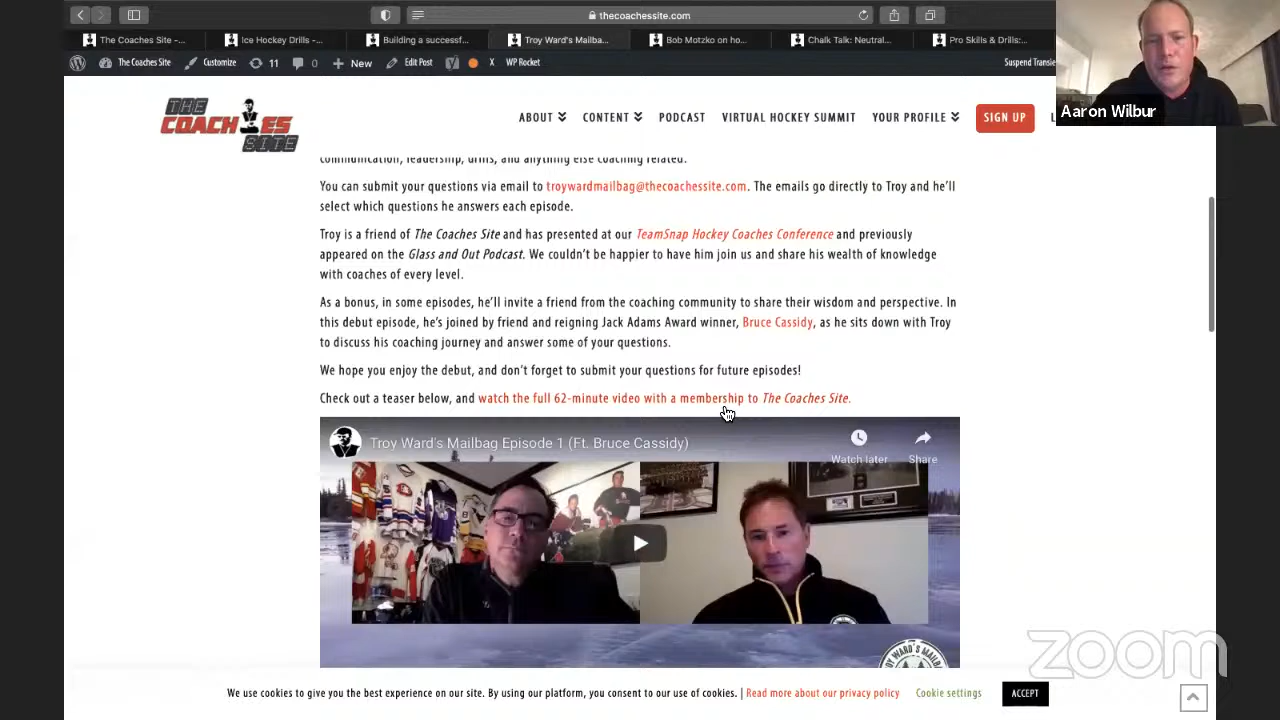 thecoachessite.com
The Coaches Site -...
Ice Hockey Drills -...
Building a successf...
Troy Ward's Mailba...
Bob Motzko on ho...
Chalk Talk: Neutral...
Pro Skills & Drills:...
The Coaches Site
Customize
11
0
+ New
Edit Post
X
WP Rocket
Suspend Transie
Aaron Wilbur
THE COACHES SITE
ABOUT
CONTENT
PODCAST
VIRTUAL HOCKEY SUMMIT
YOUR PROFILE
SIGN UP
L
communication, leadership, drills, and anything else coaching related.
You can submit your questions via email to troywardmailbag@thecoachessite.com. The emails go directly to Troy and he'll
select which questions he answers each episode.
Troy is a friend of The Coaches Site and has presented at our TeamSnap Hockey Coaches Conference and previously
appeared on the Glass and Out Podcast. We couldn't be happier to have him join us and share his wealth of knowledge
with coaches of every level.
As a bonus, in some episodes, he'll invite a friend from the coaching community to share their wisdom and perspective. In
this debut episode, he's joined by friend and reigning Jack Adams Award winner, Bruce Cassidy, as he sits down with Troy
to discuss his coaching journey and answer some of your questions.
We hope you enjoy the debut, and don't forget to submit your questions for future episodes!
Check out a teaser below, and watch the full 62-minute video with a membership to The Coaches Site.
Troy Ward's Mailbag Episode 1 (Ft. Bruce Cassidy)
Watch later
Share
WARD'S
zoom
We use cookies to give you the best experience on our site. By using our platform, you consent to our use of cookies. | Read more about our privacy policy
Cookie settings
ACCEPT